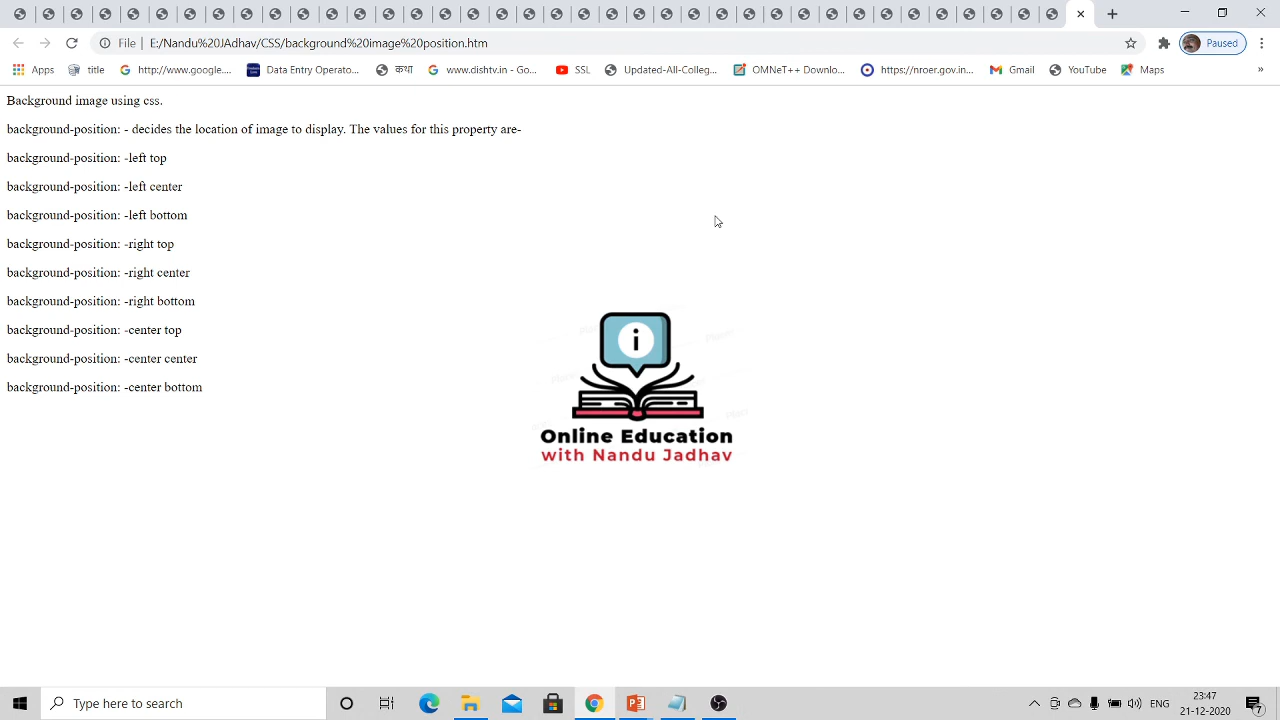 File | E:/Nandu%20JAdhav/CSS/background%20image%20position.htm
Paused
Apps
title
http://www.google....
Data Entry Operato...
कथा
www.dishtv.in - Go...
SSL
Updated-All-Colleg...
OMNeT++ Downlo...
https://nroer.gov.in...
Gmail
YouTube
Maps
»
Background image using css.
background-position: - decides the location of image to display. The values for this property are-
background-position: -left top
background-position: -left center
background-position: -left bottom
background-position: -right top
background-position: -right center
background-position: -right bottom
background-position: -center top
background-position: -center center
background-position: -center bottom
i
Online Education
with Nandu Jadhav
Type here to search
ENG
23:47
21-12-2020
7